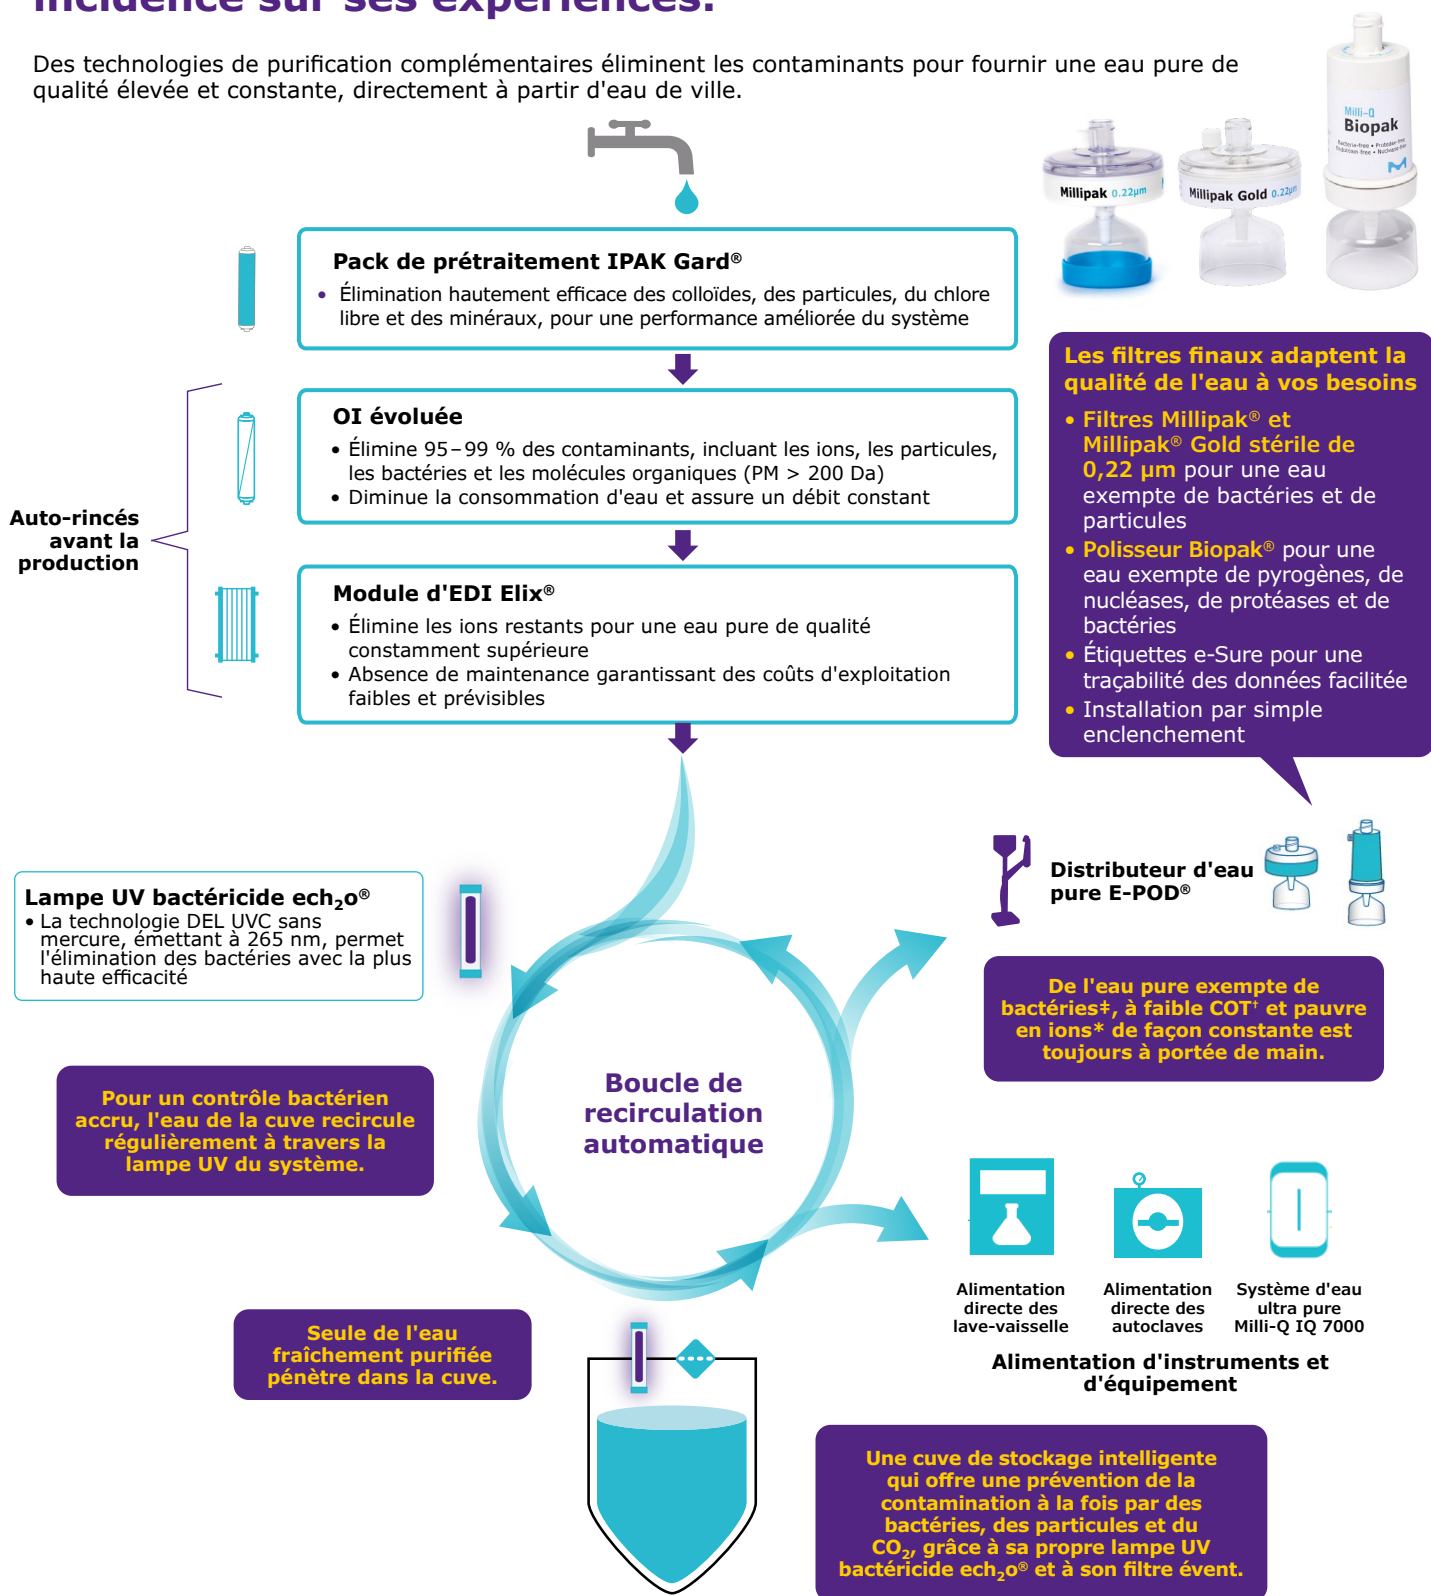 incidence sur ses expériences.
Des technologies de purification complémentaires éliminent les contaminants pour fournir une eau pure de
qualité élevée et constante, directement à partir d'eau de ville.
Milli-Q
Biopak
Bacteria-free • Protease-free
Endotoxin-free • Nuclease-free
Millipak 0.22µm
Millipak Gold 0.22µm
Pack de prétraitement IPAK Gard®
• Élimination hautement efficace des colloïdes, des particules, du chlore
libre et des minéraux, pour une performance améliorée du système
OI évoluée
• Élimine 95–99 % des contaminants, incluant les ions, les particules,
les bactéries et les molécules organiques (PM > 200 Da)
• Diminue la consommation d'eau et assure un débit constant
Auto-rincés
avant la
production
Module d'EDI Elix®
• Élimine les ions restants pour une eau pure de qualité
constamment supérieure
• Absence de maintenance garantissant des coûts d'exploitation
faibles et prévisibles
Les filtres finaux adaptent la
qualité de l'eau à vos besoins
• Filtres Millipak® et
Millipak® Gold stérile de
0,22 µm pour une eau
exempte de bactéries et de
particules
• Polisseur Biopak® pour une
eau exempte de pyrogènes, de
nucléases, de protéases et de
bactéries
• Étiquettes e-Sure pour une
traçabilité des données facilitée
• Installation par simple
enclenchement
Distributeur d'eau
pure E-POD®
Lampe UV bactéricide ech₂o®
• La technologie DEL UVC sans
mercure, émettant à 265 nm, permet
l'élimination des bactéries avec la plus
haute efficacité
De l'eau pure exempte de
bactéries‡, à faible COT† et pauvre
en ions* de façon constante est
toujours à portée de main.
Pour un contrôle bactérien
accru, l'eau de la cuve recircule
régulièrement à travers la
lampe UV du système.
Boucle de
recirculation
automatique
Alimentation
directe des
lave-vaisselle
Alimentation
directe des
autoclaves
Système d'eau
ultra pure
Milli-Q IQ 7000
Alimentation d'instruments et
d'équipement
Seule de l'eau
fraîchement purifiée
pénètre dans la cuve.
Une cuve de stockage intelligente
qui offre une prévention de la
contamination à la fois par des
bactéries, des particules et du
CO₂, grâce à sa propre lampe UV
bactéricide ech₂o® et à son filtre évent.